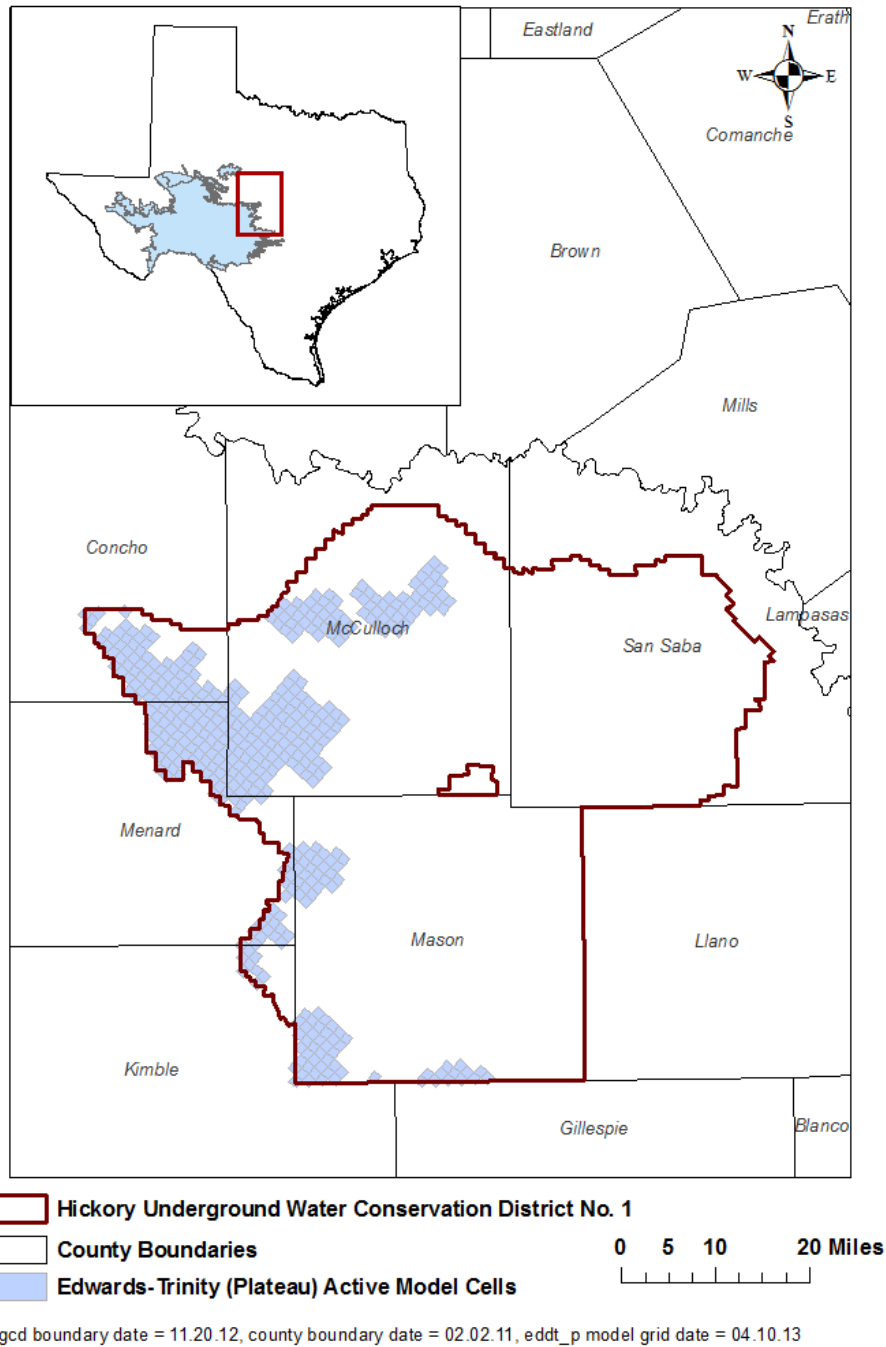 Eastland
Erath
N
W E
S
Comanche
Brown
Mills
Concho
McCulloch
San Saba
Lampasas
Menard
Mason
Llano
Kimble
Gillespie
Blanco
Hickory Underground Water Conservation District No. 1
County Boundaries
0 5 10 20 Miles
Edwards-Trinity (Plateau) Active Model Cells
gcd boundary date = 11.20.12, county boundary date = 02.02.11, eddt_p model grid date = 04.10.13